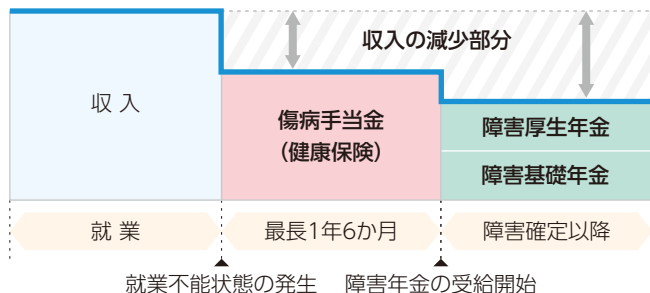 収入の減少部分
収 入
傷病手当金
（健康保険）
障害厚生年金
障害基礎年金
就 業
最長1年6か月
障害確定以降
就業不能状態の発生
障害年金の受給開始